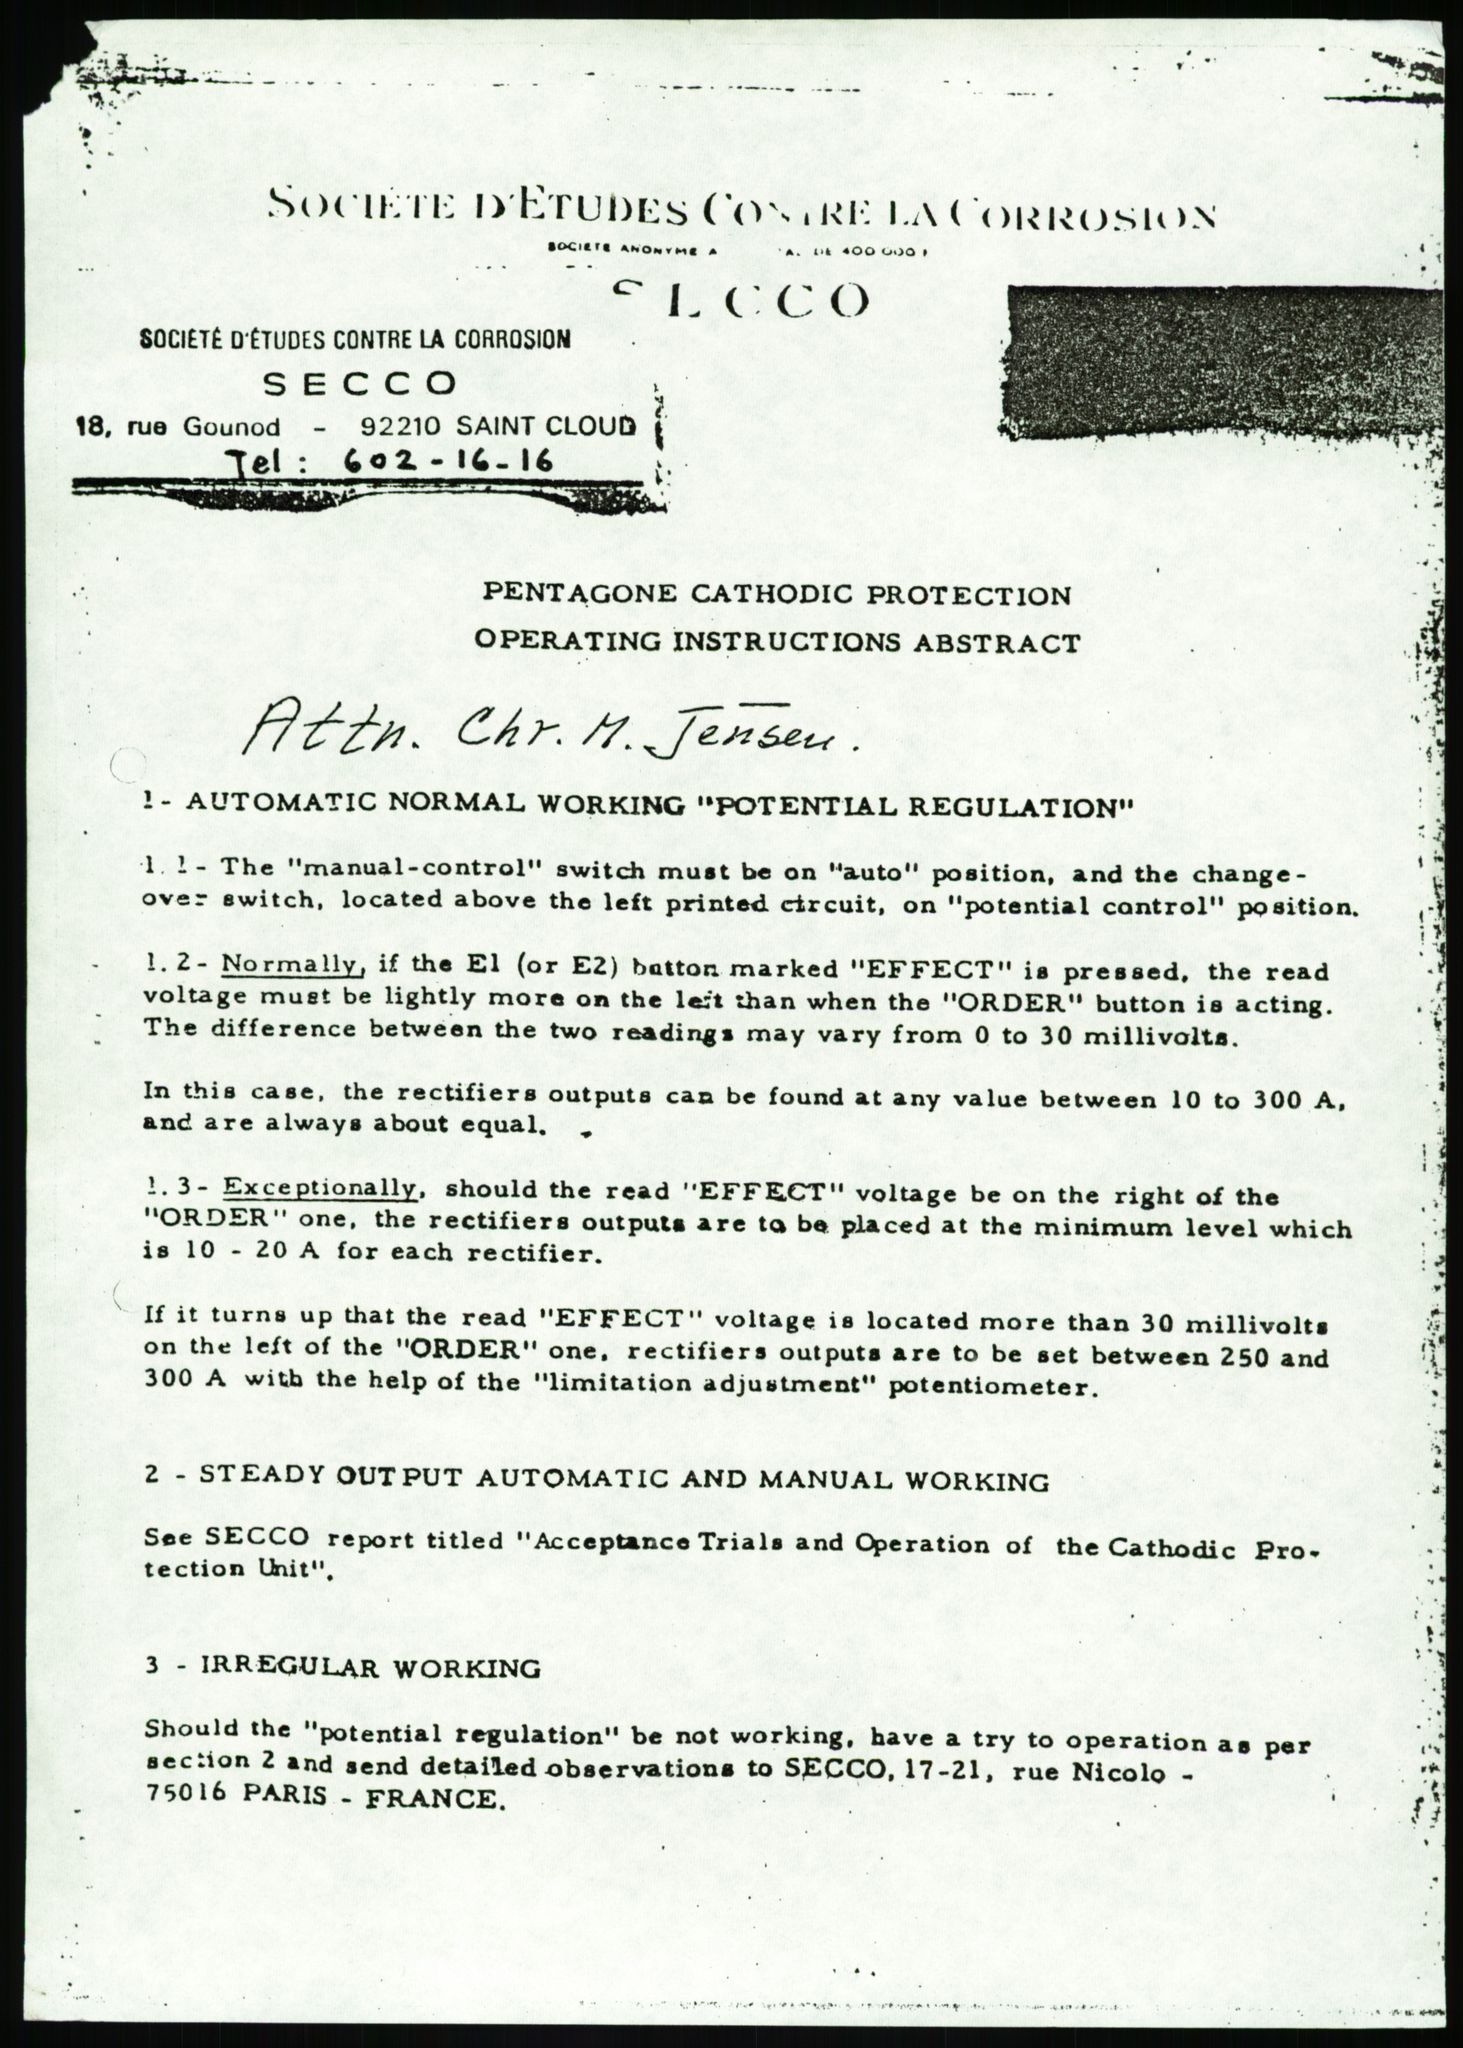 SOCIÉTÉ D'ÉTUDES CONTRE LA CORROSION
SOCIETE ANONYME A DE 400 000 F
SOCIÉTÉ D'ÉTUDES CONTRE LA CORROSION
SECCO
18, rue Gounod - 92210 SAINT CLOUD
Tel : 602-16-16
PENTAGONE CATHODIC PROTECTION
OPERATING INSTRUCTIONS ABSTRACT
Attn. Chr. M. Jensen.
1 - AUTOMATIC NORMAL WORKING "POTENTIAL REGULATION"
1.1 - The "manual-control" switch must be on "auto" position, and the change-
over switch, located above the left printed circuit, on "potential control" position.
1.2 - Normally, if the E1 (or E2) button marked "EFFECT" is pressed, the read
voltage must be lightly more on the left than when the "ORDER" button is acting.
The difference between the two readings may vary from 0 to 30 millivolts.
In this case, the rectifiers outputs can be found at any value between 10 to 300 A,
and are always about equal.
1.3 - Exceptionally, should the read "EFFECT" voltage be on the right of the
"ORDER" one, the rectifiers outputs are to be placed at the minimum level which
is 10 - 20 A for each rectifier.
If it turns up that the read "EFFECT" voltage is located more than 30 millivolts
on the left of the "ORDER" one, rectifiers outputs are to be set between 250 and
300 A with the help of the "limitation adjustment" potentiometer.
2 - STEADY OUTPUT AUTOMATIC AND MANUAL WORKING
See SECCO report titled "Acceptance Trials and Operation of the Cathodic Pro-
tection Unit".
3 - IRREGULAR WORKING
Should the "potential regulation" be not working, have a try to operation as per
section 2 and send detailed observations to SECCO, 17-21, rue Nicolo -
75016 PARIS - FRANCE.